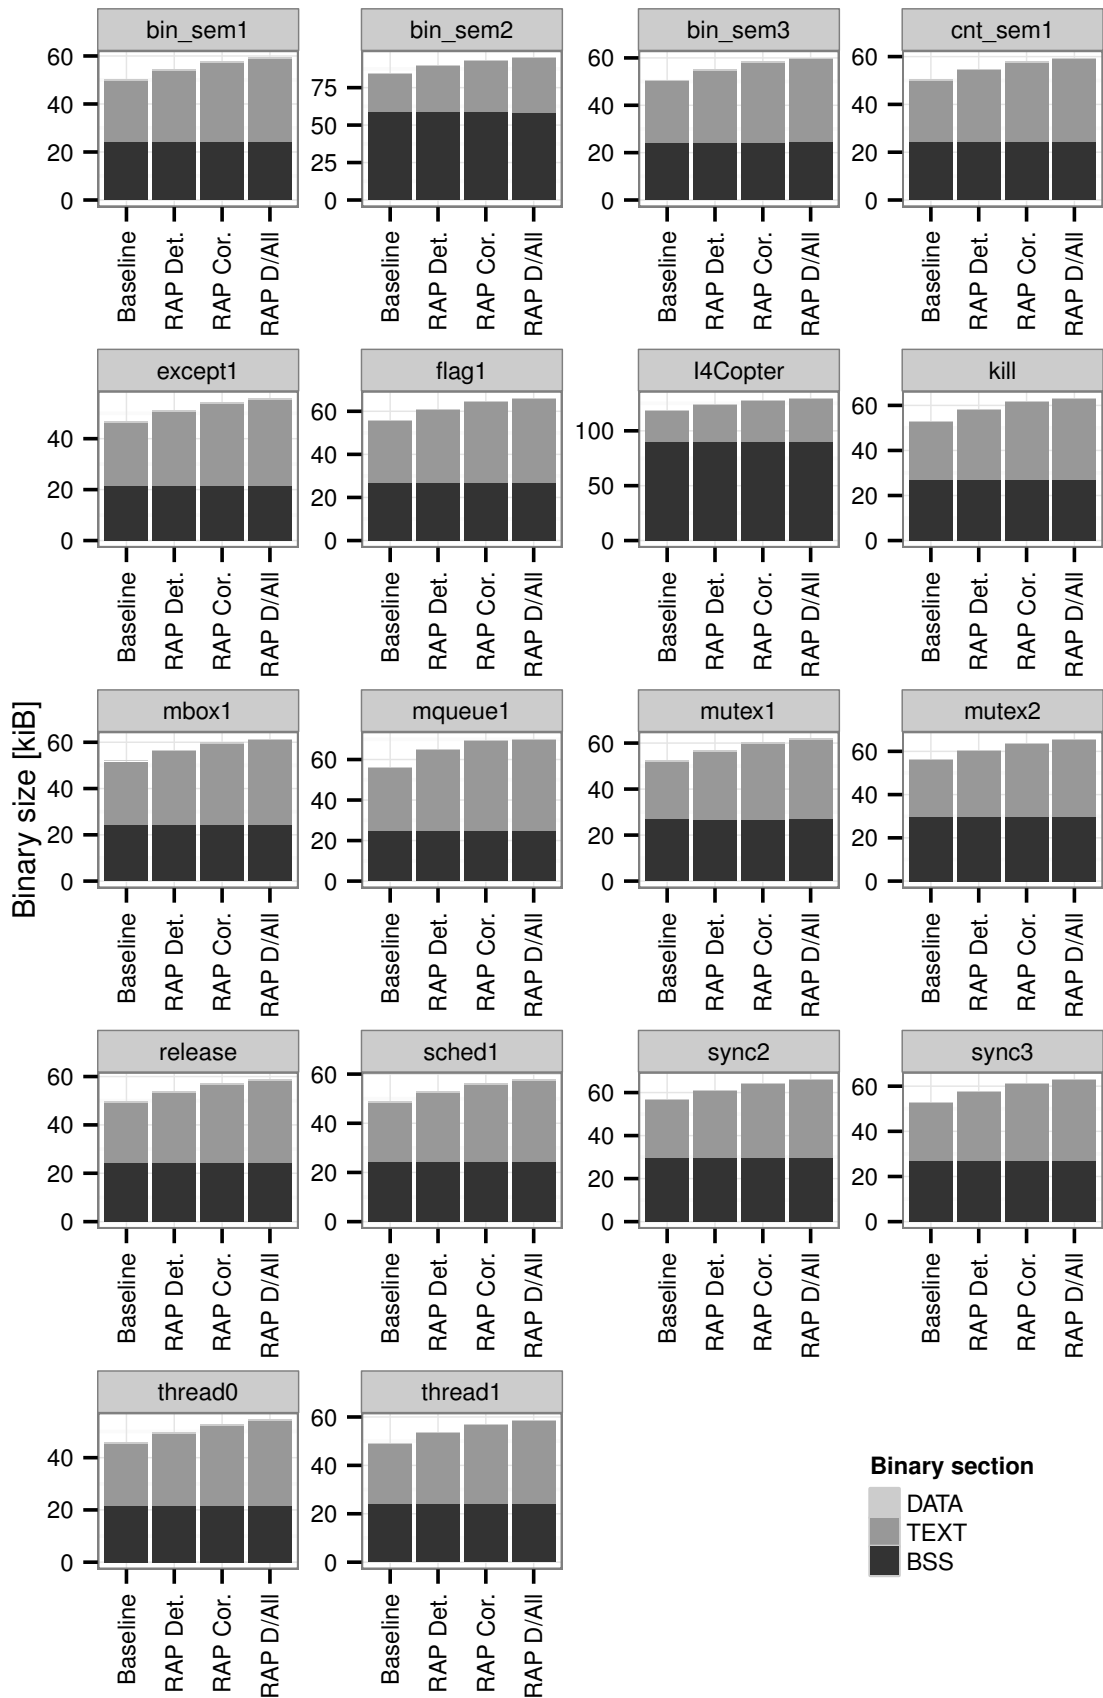 bin_sem1 bin_sem2 bin_sem3 cnt_sem1
60 75 60 60
40 50 40 40
20 25 20 20
0 0 0 0
Baseline RAP Det. RAP Cor. RAP D/All Baseline RAP Det. RAP Cor. RAP D/All Baseline RAP Det. RAP Cor. RAP D/All Baseline RAP Det. RAP Cor. RAP D/All
except1 flag1 I4Copter kill
40 60 100 60
20 40 50 40
0 20 0 20
0 0
Baseline RAP Det. RAP Cor. RAP D/All Baseline RAP Det. RAP Cor. RAP D/All Baseline RAP Det. RAP Cor. RAP D/All Baseline RAP Det. RAP Cor. RAP D/All
Binary size [kiB]
mbox1 mqueue1 mutex1 mutex2
60 60 60 60
40 40 40 40
20 20 20 20
0 0 0 0
Baseline RAP Det. RAP Cor. RAP D/All Baseline RAP Det. RAP Cor. RAP D/All Baseline RAP Det. RAP Cor. RAP D/All Baseline RAP Det. RAP Cor. RAP D/All
release sched1 sync2 sync3
60 60 60 60
40 40 40 40
20 20 20 20
0 0 0 0
Baseline RAP Det. RAP Cor. RAP D/All Baseline RAP Det. RAP Cor. RAP D/All Baseline RAP Det. RAP Cor. RAP D/All Baseline RAP Det. RAP Cor. RAP D/All
thread0 thread1
40 60
20 40
0 20
0
Baseline RAP Det. RAP Cor. RAP D/All Baseline RAP Det. RAP Cor. RAP D/All
Binary section
DATA
TEXT
BSS